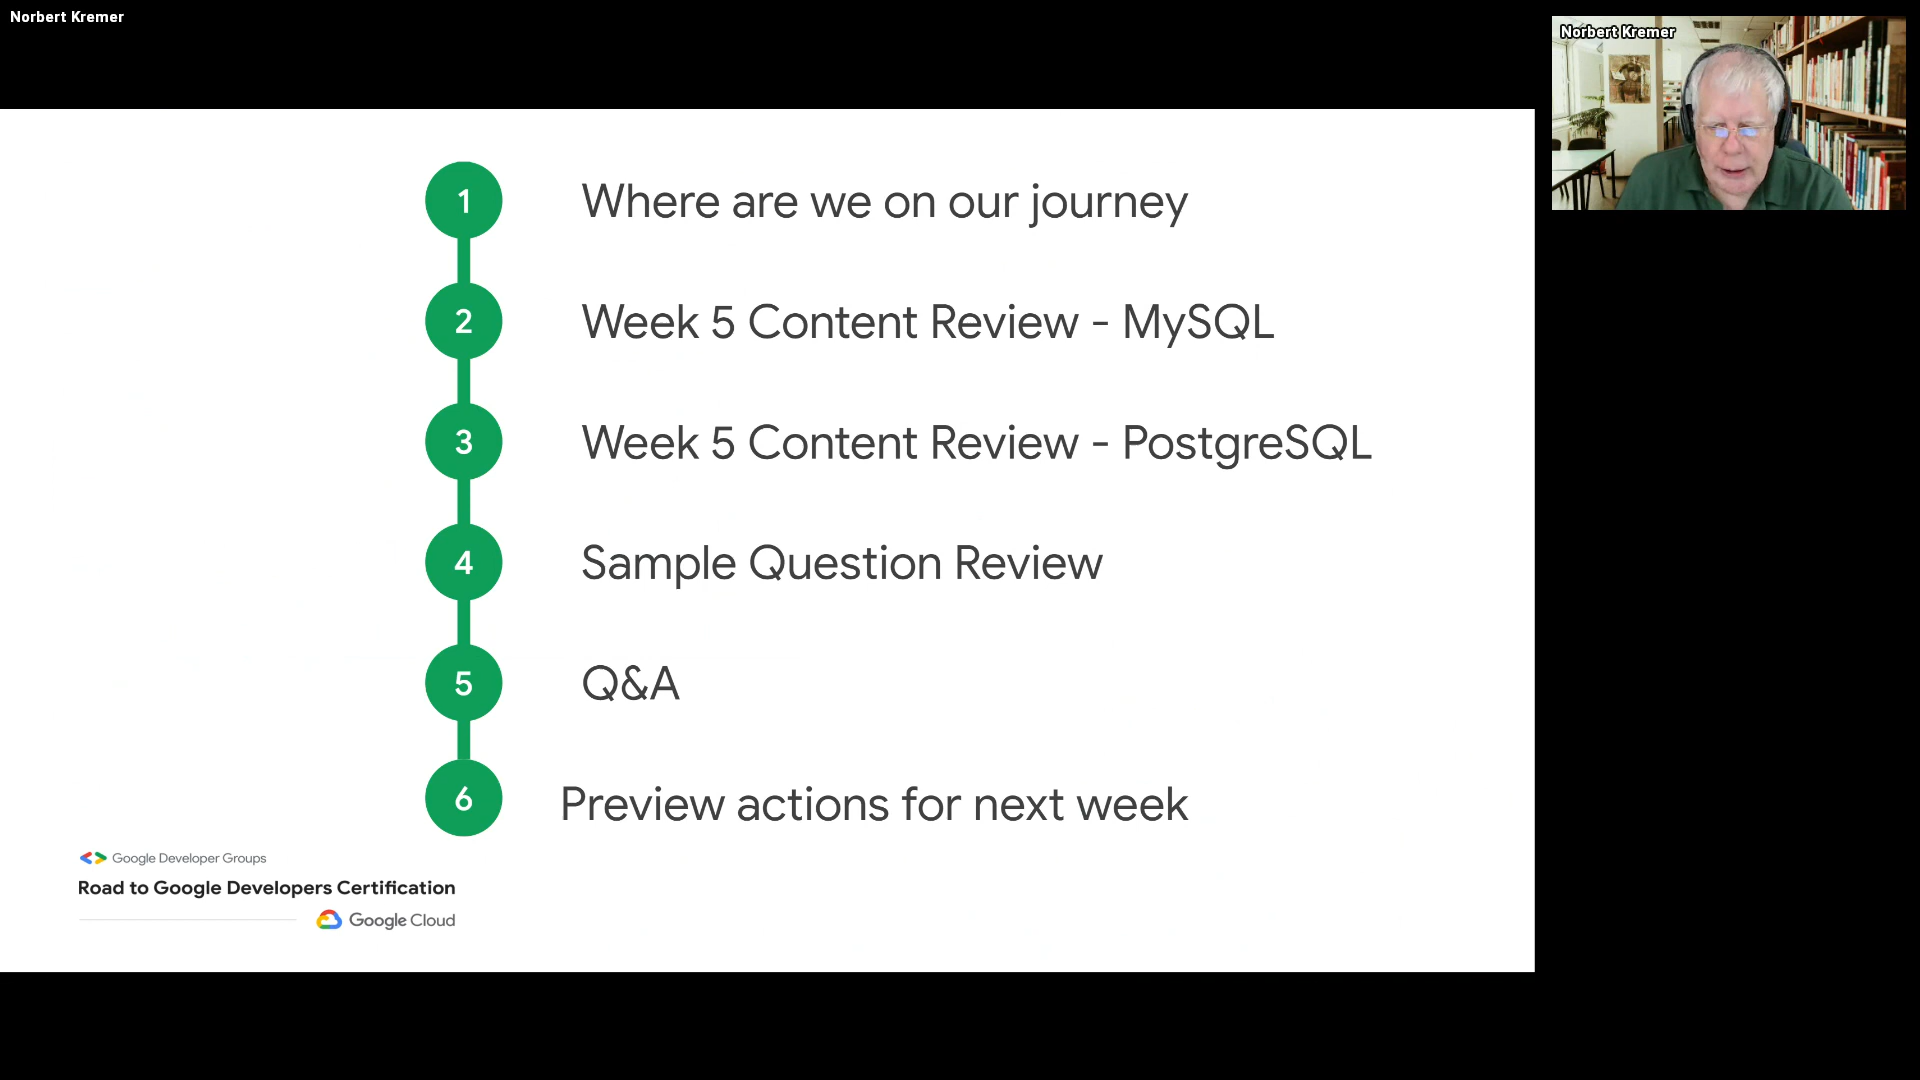 Norbert Kremer
Norbert Kremer
1 Where are we on our journey
2 Week 5 Content Review - MySQL
3 Week 5 Content Review - PostgreSQL
4 Sample Question Review
5 Q&A
6 Preview actions for next week
Google Developer Groups
Road to Google Developers Certification
Google Cloud